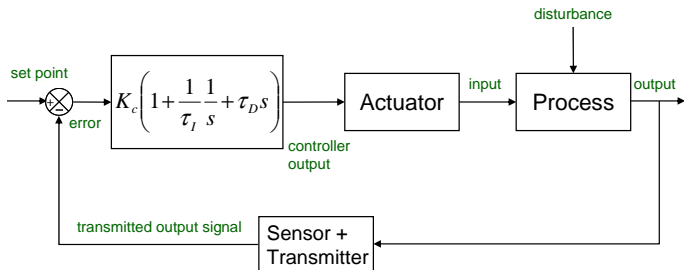 disturbance
set point
+
−
error
K_c(1 + 1/τ_I 1/s + τ_D s)
controller
output
Actuator
input
Process
output
transmitted output signal
Sensor +
Transmitter